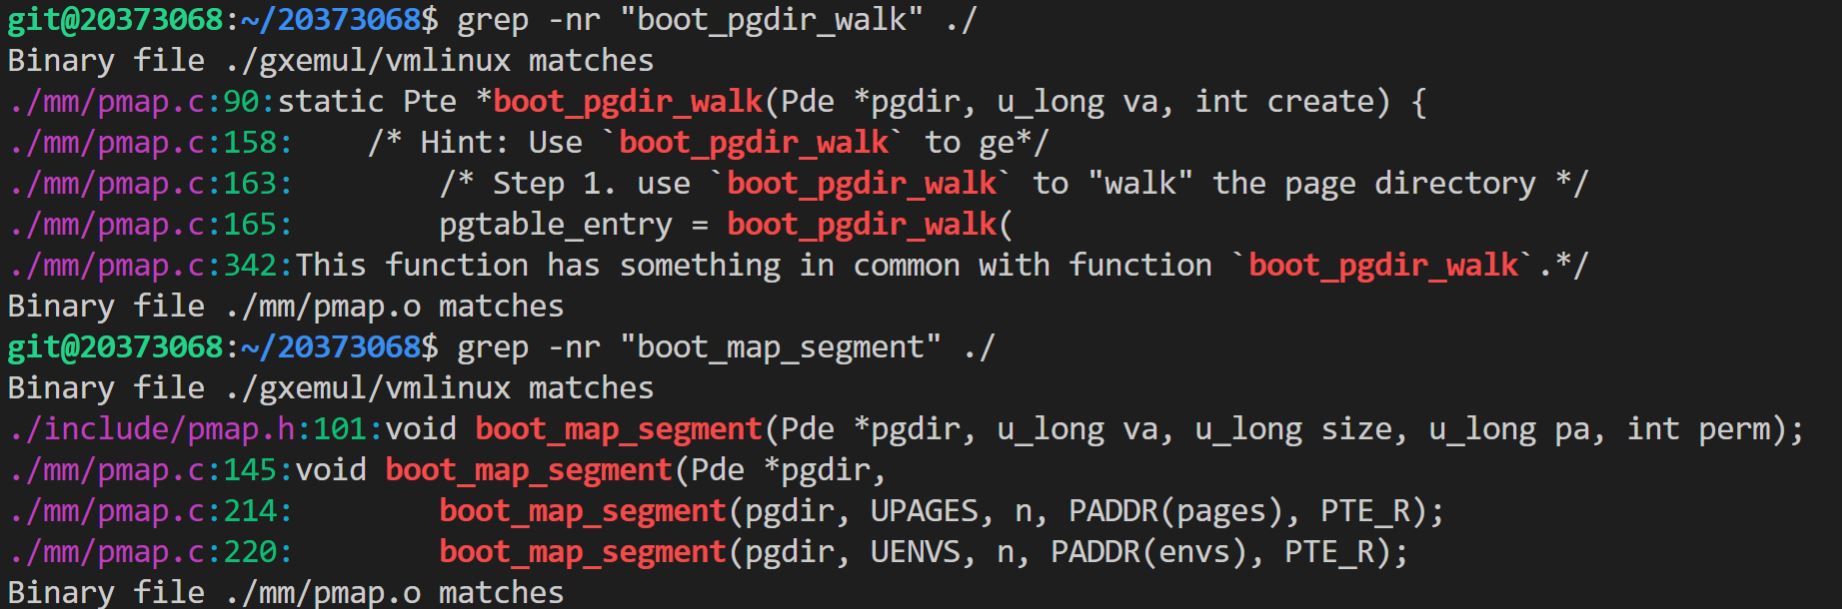 git@20373068:~/20373068$ grep -nr "boot_pgdir_walk" ./
Binary file ./gxemul/vmlinux matches
./mm/pmap.c:90:static Pte *boot_pgdir_walk(Pde *pgdir, u_long va, int create) {
./mm/pmap.c:158:    /* Hint: Use `boot_pgdir_walk` to ge*/
./mm/pmap.c:163:        /* Step 1. use `boot_pgdir_walk` to "walk" the page directory */
./mm/pmap.c:165:        pgtable_entry = boot_pgdir_walk(
./mm/pmap.c:342:This function has something in common with function `boot_pgdir_walk`.*/
Binary file ./mm/pmap.o matches
git@20373068:~/20373068$ grep -nr "boot_map_segment" ./
Binary file ./gxemul/vmlinux matches
./include/pmap.h:101:void boot_map_segment(Pde *pgdir, u_long va, u_long size, u_long pa, int perm);
./mm/pmap.c:145:void boot_map_segment(Pde *pgdir,
./mm/pmap.c:214:        boot_map_segment(pgdir, UPAGES, n, PADDR(pages), PTE_R);
./mm/pmap.c:220:        boot_map_segment(pgdir, UENVS, n, PADDR(envs), PTE_R);
Binary file ./mm/pmap.o matches